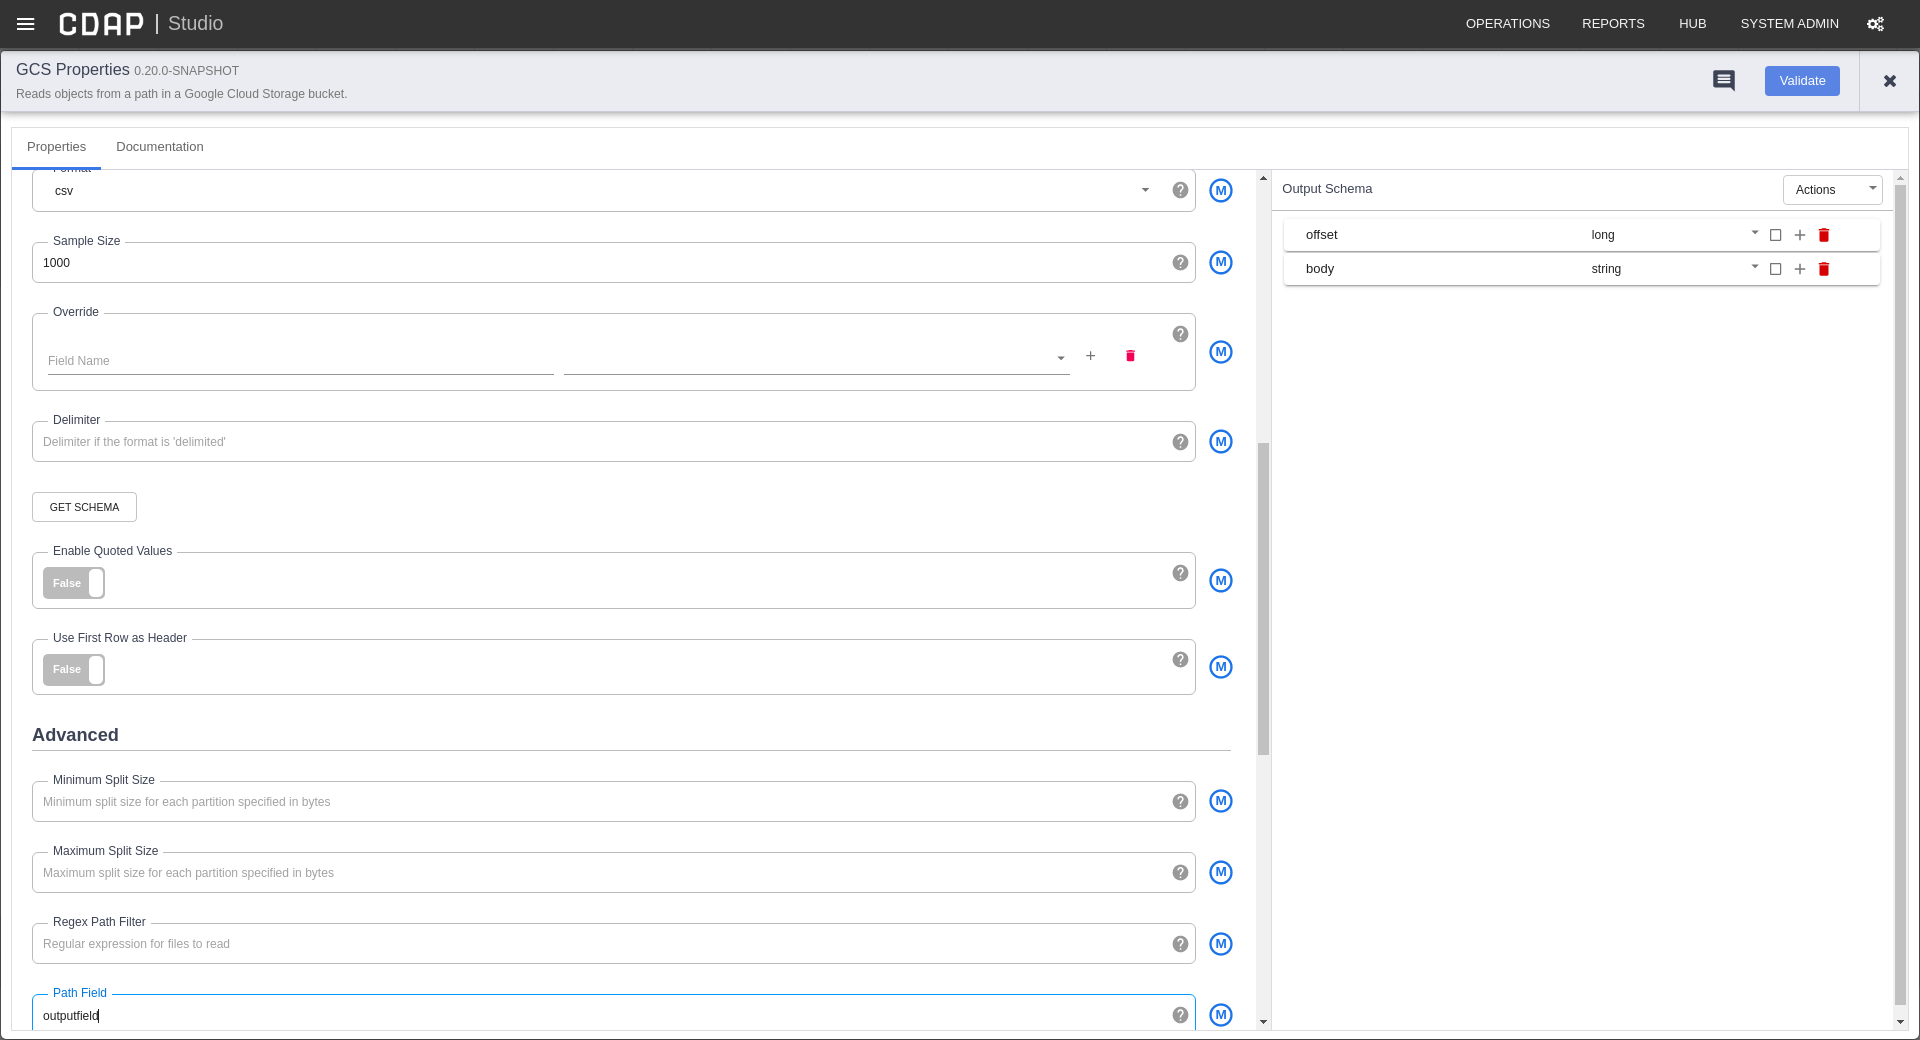 CDAP | Studio
OPERATIONS REPORTS HUB SYSTEM ADMIN
GCS Properties 0.20.0-SNAPSHOT
Reads objects from a path in a Google Cloud Storage bucket.
Validate
Properties Documentation
Format
csv
M
Sample Size
1000
M
Override
Field Name
M
Delimiter
Delimiter if the format is 'delimited'
M
GET SCHEMA
Enable Quoted Values
False
M
Use First Row as Header
False
M
Advanced
Minimum Split Size
Minimum split size for each partition specified in bytes
M
Maximum Split Size
Maximum split size for each partition specified in bytes
M
Regex Path Filter
Regular expression for files to read
M
Path Field
outputfield
M
Output Schema
Actions
offset long
body string